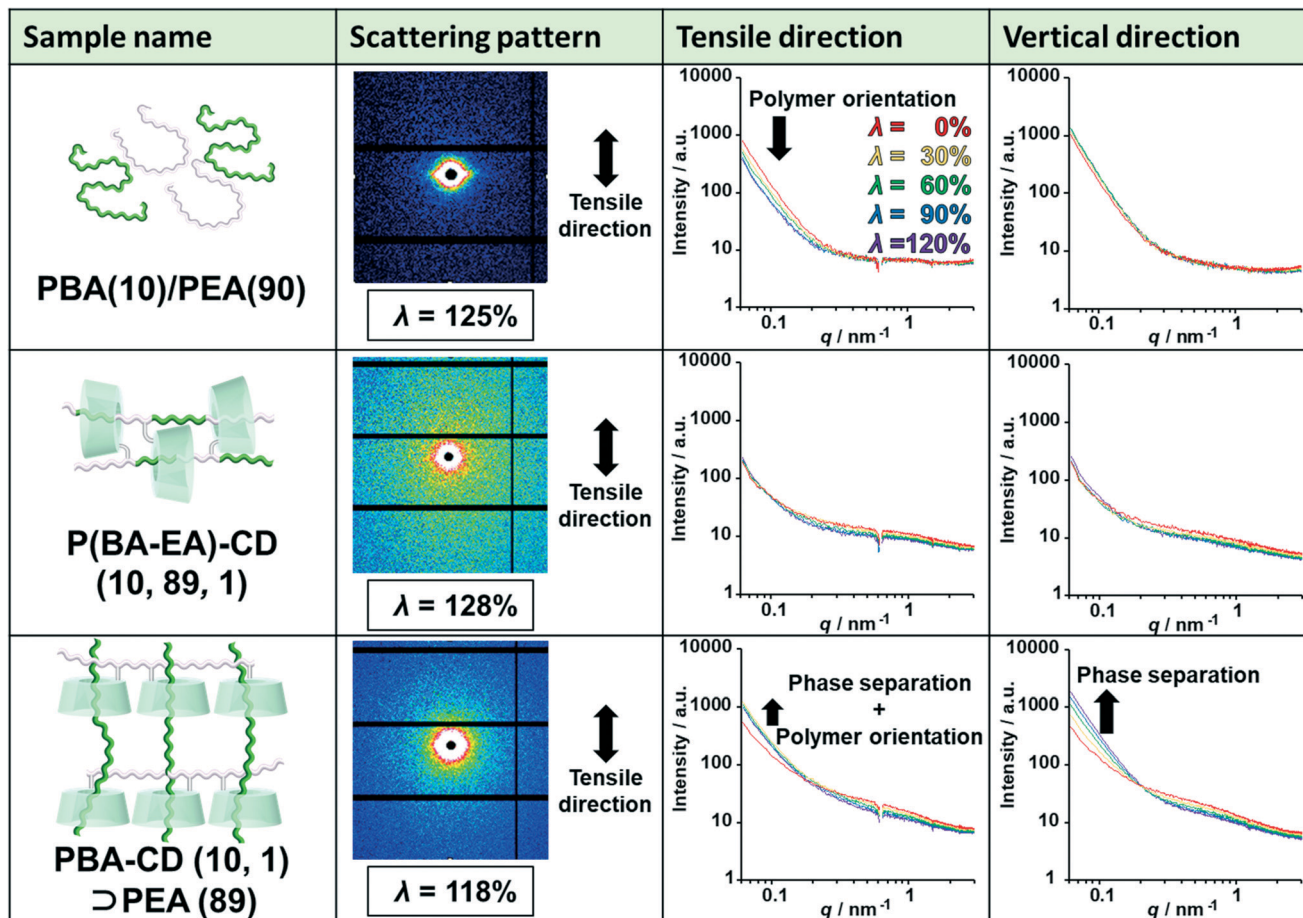 Sample name
Scattering pattern
Tensile direction
Vertical direction
PBA(10)/PEA(90)
Tensile
direction
λ = 125%
10000
1000
100
10
1
Intensity / a.u.
Polymer orientation
λ = 0%
λ = 30%
λ = 60%
λ = 90%
λ =120%
0.1
1
q / nm⁻¹
10000
1000
100
10
1
Intensity / a.u.
0.1
1
q / nm⁻¹
P(BA-EA)-CD
(10, 89, 1)
Tensile
direction
λ = 128%
10000
1000
100
10
1
Intensity / a.u.
0.1
1
q / nm⁻¹
10000
1000
100
10
1
Intensity / a.u.
0.1
1
q / nm⁻¹
PBA-CD (10, 1)
⊃PEA (89)
Tensile
direction
λ = 118%
10000
1000
100
10
1
Intensity / a.u.
Phase separation
+
Polymer orientation
0.1
1
q / nm⁻¹
10000
1000
100
10
1
Intensity / a.u.
Phase separation
0.1
1
q / nm⁻¹